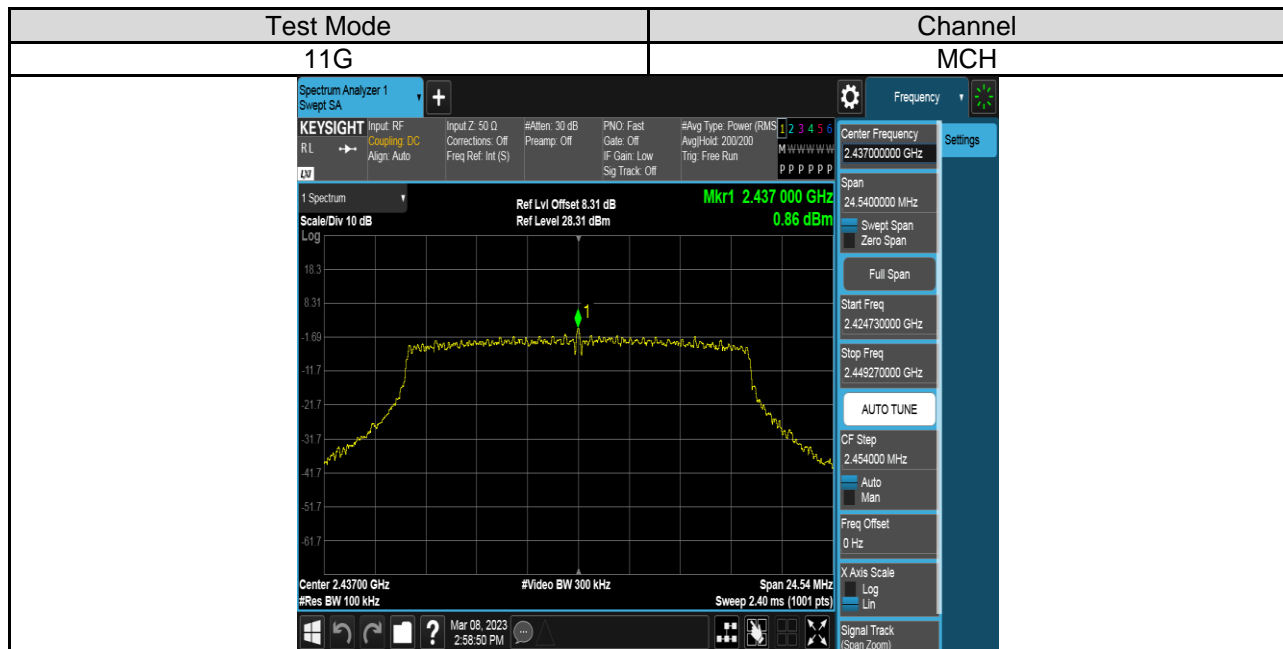 Test Mode Channel
11G MCH
Spectrum Analyzer 1
Swept SA
+
Frequency
KEYSIGHT
RL
LXI
Input: RF
Coupling: DC
Align: Auto
Input Z: 50 Ω
Corrections: Off
Freq Ref: Int (S)
#Atten: 30 dB
Preamp: Off
PNO: Fast
Gate: Off
IF Gain: Low
Sig Track: Off
#Avg Type: Power (RMS
Avg|Hold: 200/200
Trig: Free Run
1 2 3 4 5 6
M W W W W W
P P P P P P
Center Frequency
2.437000000 GHz
Settings
1 Spectrum
Scale/Div 10 dB
Log
Ref Lvl Offset 8.31 dB
Ref Level 28.31 dBm
Mkr1 2.437 000 GHz
0.86 dBm
18.3
8.31
-1.69
-11.7
-21.7
-31.7
-41.7
-51.7
-61.7
1
Center 2.43700 GHz
#Res BW 100 kHz
#Video BW 300 kHz
Span 24.54 MHz
Sweep 2.40 ms (1001 pts)
Span
24.5400000 MHz
Swept Span
Zero Span
Full Span
Start Freq
2.424730000 GHz
Stop Freq
2.449270000 GHz
AUTO TUNE
CF Step
2.454000 MHz
Auto
Man
Freq Offset
0 Hz
X Axis Scale
Log
Lin
Signal Track
(Span Zoom)
?
Mar 08, 2023
2:58:50 PM